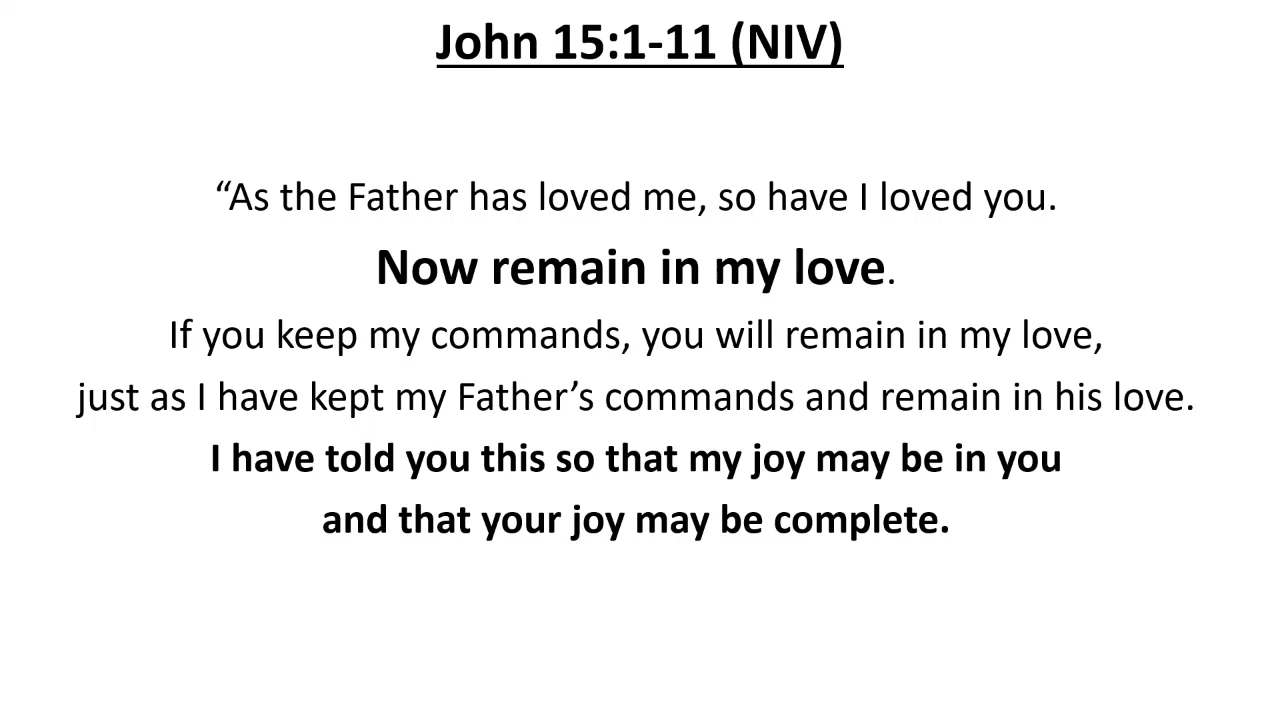 John 15:1-11 (NIV)
“As the Father has loved me, so have I loved you.
Now remain in my love.
If you keep my commands, you will remain in my love,
just as I have kept my Father’s commands and remain in his love.
I have told you this so that my joy may be in you
and that your joy may be complete.